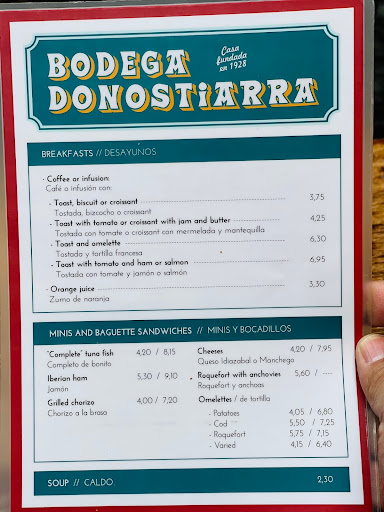 BODEGA
Casa
fundada
en 1928
DONOSTiARRA
BREAKFASTS // DESAYUNOS
- Coffee or infusion:
Café o infusión con:
- Toast, biscuit or croissant 3,75
Tostada, bizcocho o croissant
- Toast with tomato or croissant with jam and butter 4,25
Tostada con tomate o croissant con mermelada y mantequilla
- Toast and omelette 6,30
Tostada y tortilla francesa
- Toast with tomato and ham or salmon 6,95
Tostada con tomate y jamón o salmón
- Orange juice 3,30
Zumo de naranja
MINIS AND BAGUETTE SANDWICHES // MINIS Y BOCADILLOS
"Complete" tuna fish 4,20 / 8,15
Completo de bonito
Iberian ham 5,30 / 9,10
Jamón
Grilled chorizo 4,00 / 7,20
Chorizo a la brasa
Cheeses 4,20 / 7,95
Queso Idiazabal o Manchego
Roquefort with anchovies 5,60 / ----
Roquefort y anchoas
Omelettes / de tortilla
- Patatoes 4,05 / 6,80
- Cod 5,50 / 7,25
- Roquefort 5,75 / 7,15
- Varied 4,15 / 6,40
SOUP // CALDO 2,30